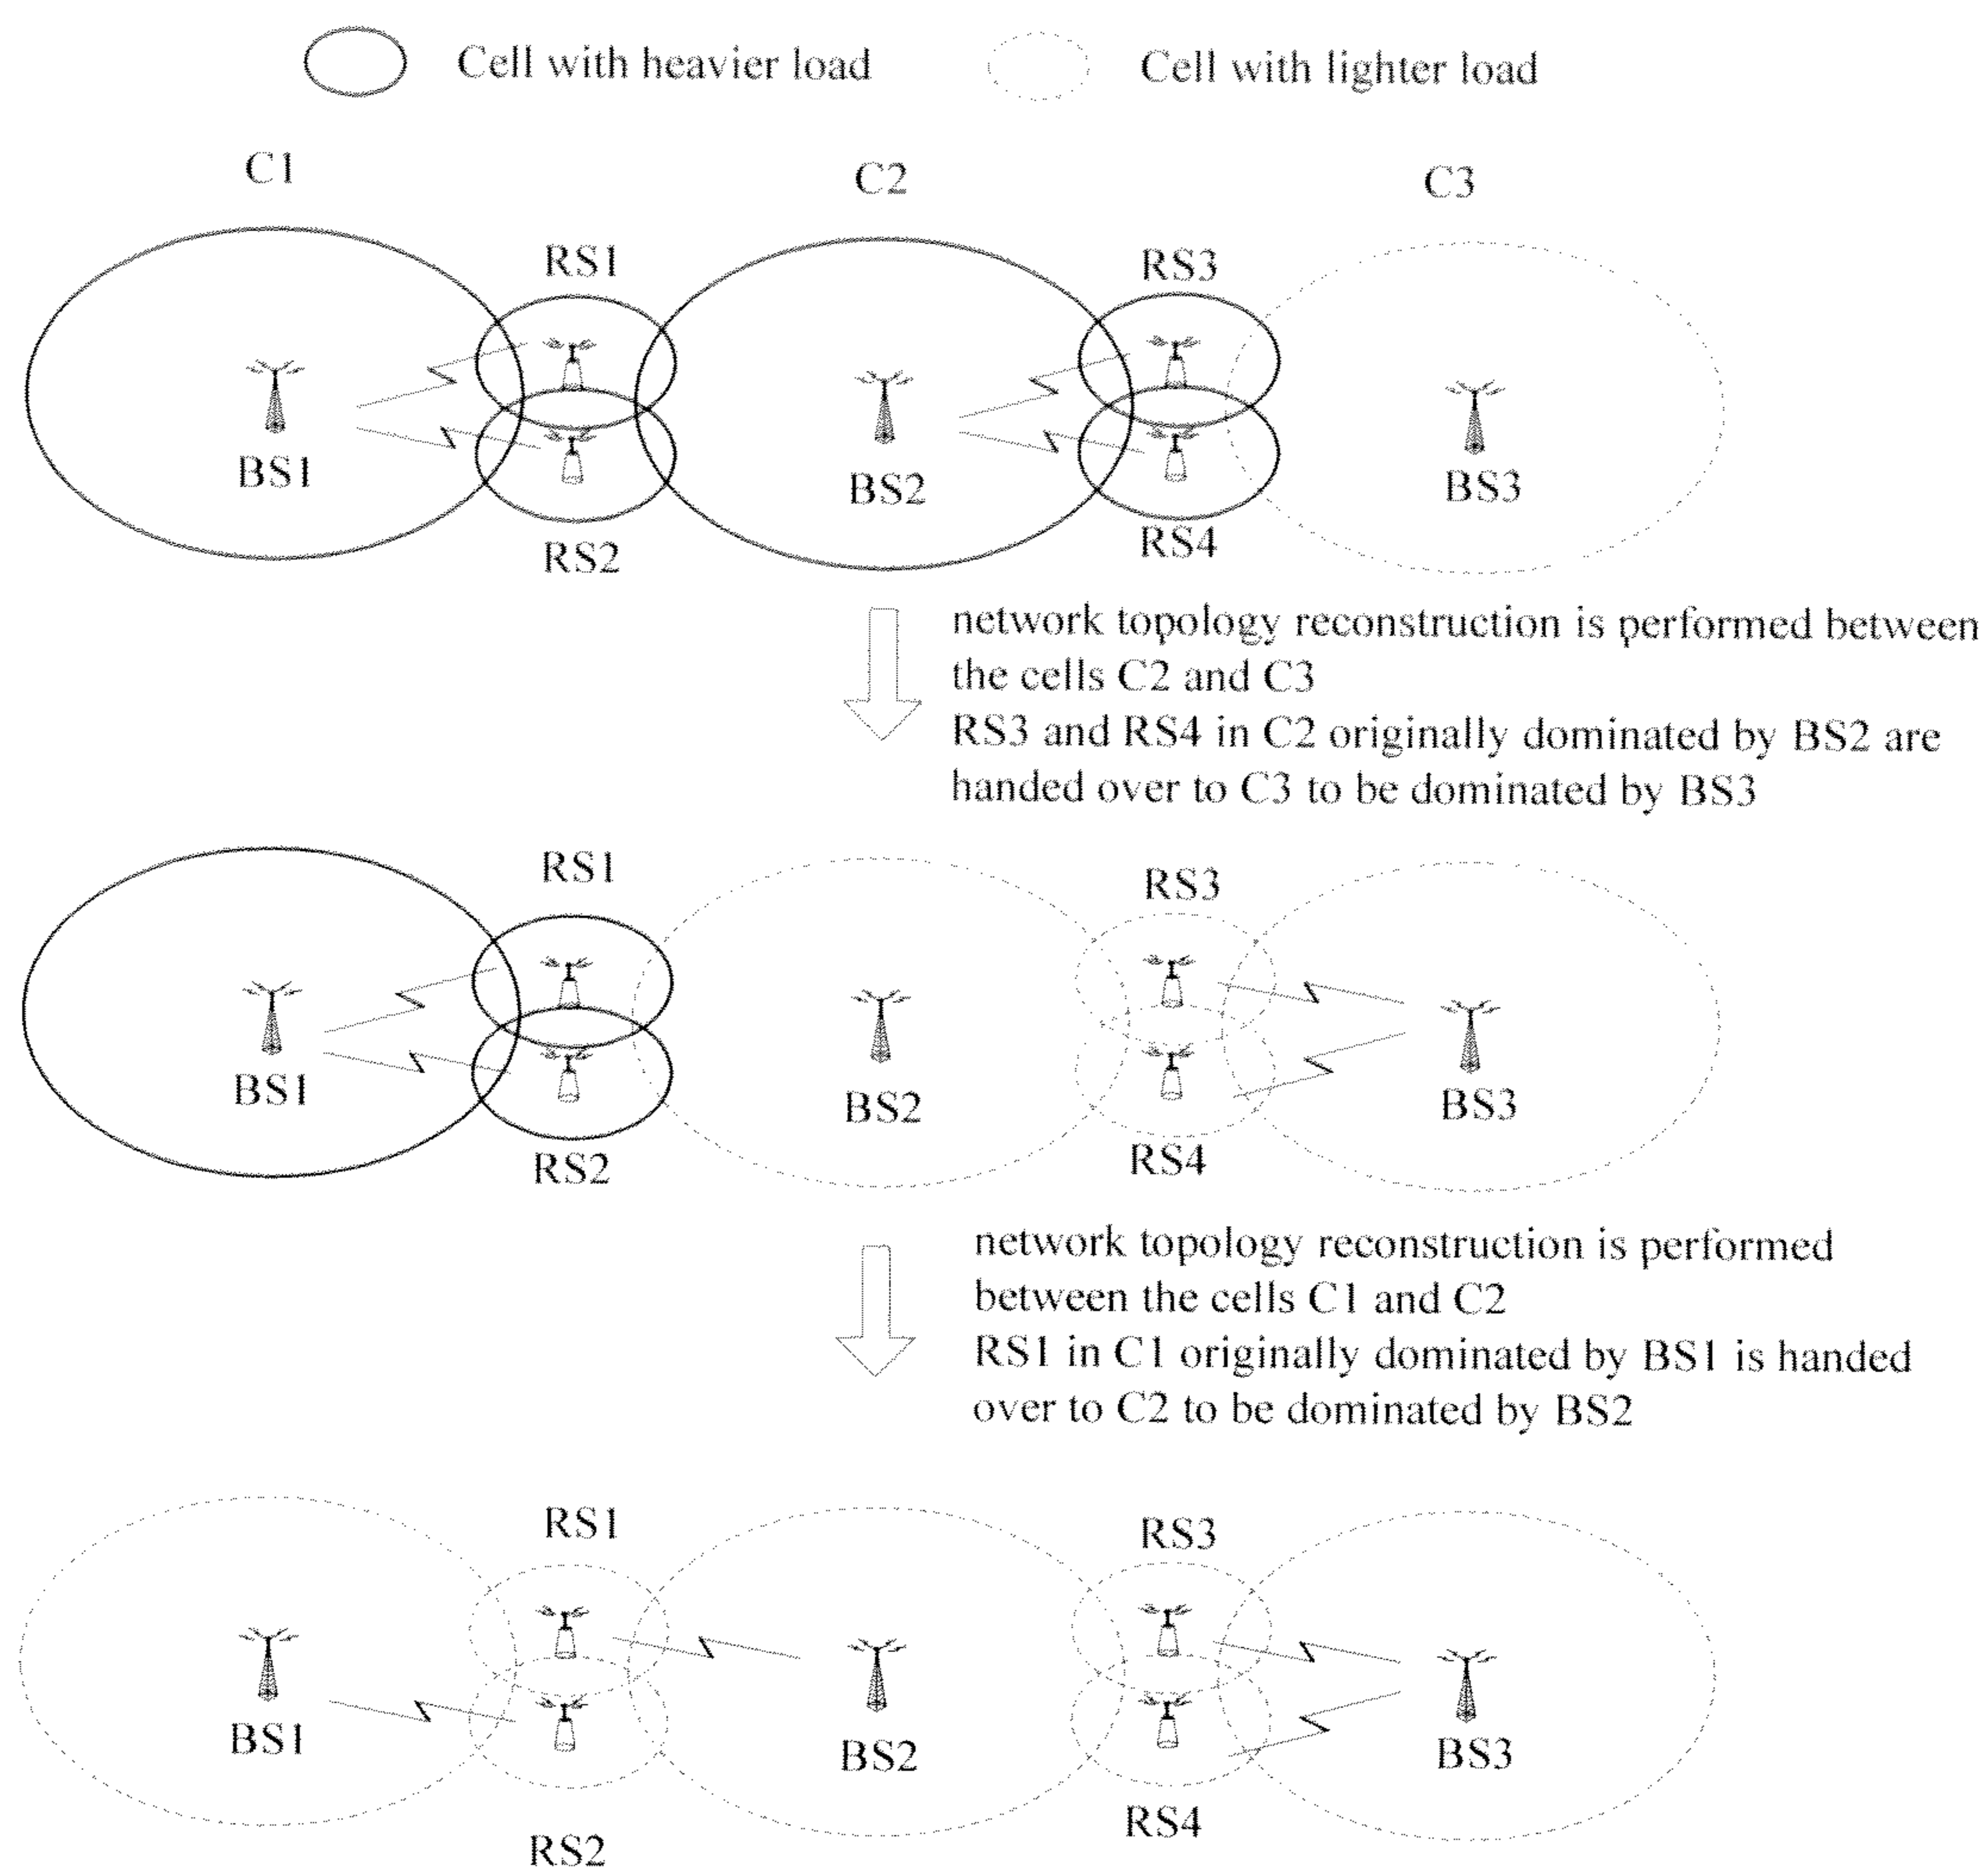 Cell with heavier load
Cell with lighter load
C1
C2
C3
RS1
RS3
BS1
BS2
BS3
RS2
RS4
network topology reconstruction is performed between
the cells C2 and C3
RS3 and RS4 in C2 originally dominated by BS2 are
handed over to C3 to be dominated by BS3
RS1
RS3
BS1
BS2
BS3
RS2
RS4
network topology reconstruction is performed
between the cells C1 and C2
RS1 in C1 originally dominated by BS1 is handed
over to C2 to be dominated by BS2
RS1
RS3
BS1
BS2
BS3
RS2
RS4